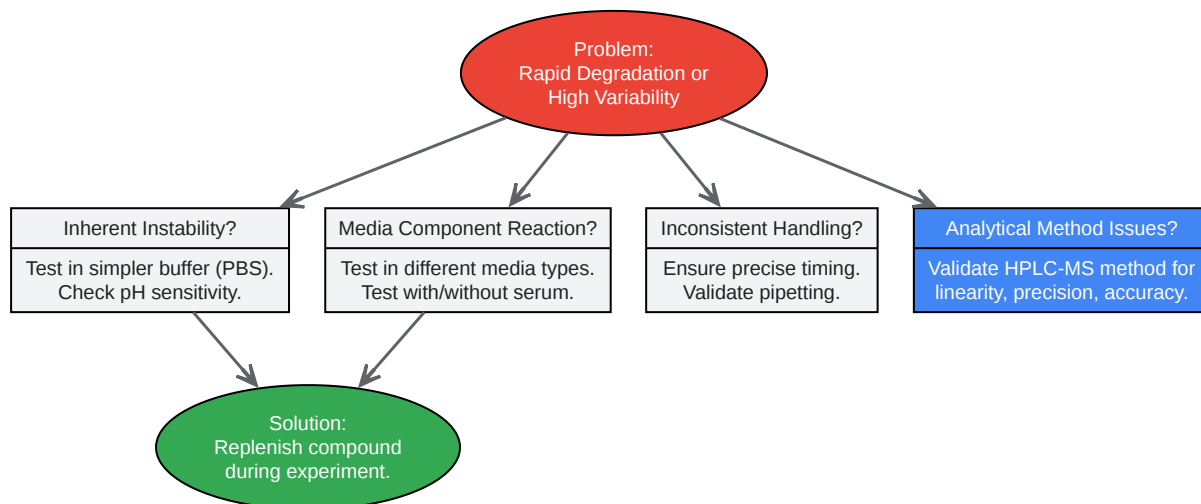 Problem:
Rapid Degradation or
High Variability
Inherent Instability?
Test in simpler buffer (PBS).
Check pH sensitivity.
Media Component Reaction?
Test in different media types.
Test with/without serum.
Inconsistent Handling?
Ensure precise timing.
Validate pipetting.
Analytical Method Issues?
Validate HPLC-MS method for
linearity, precision, accuracy.
Solution:
Replenish compound
during experiment.